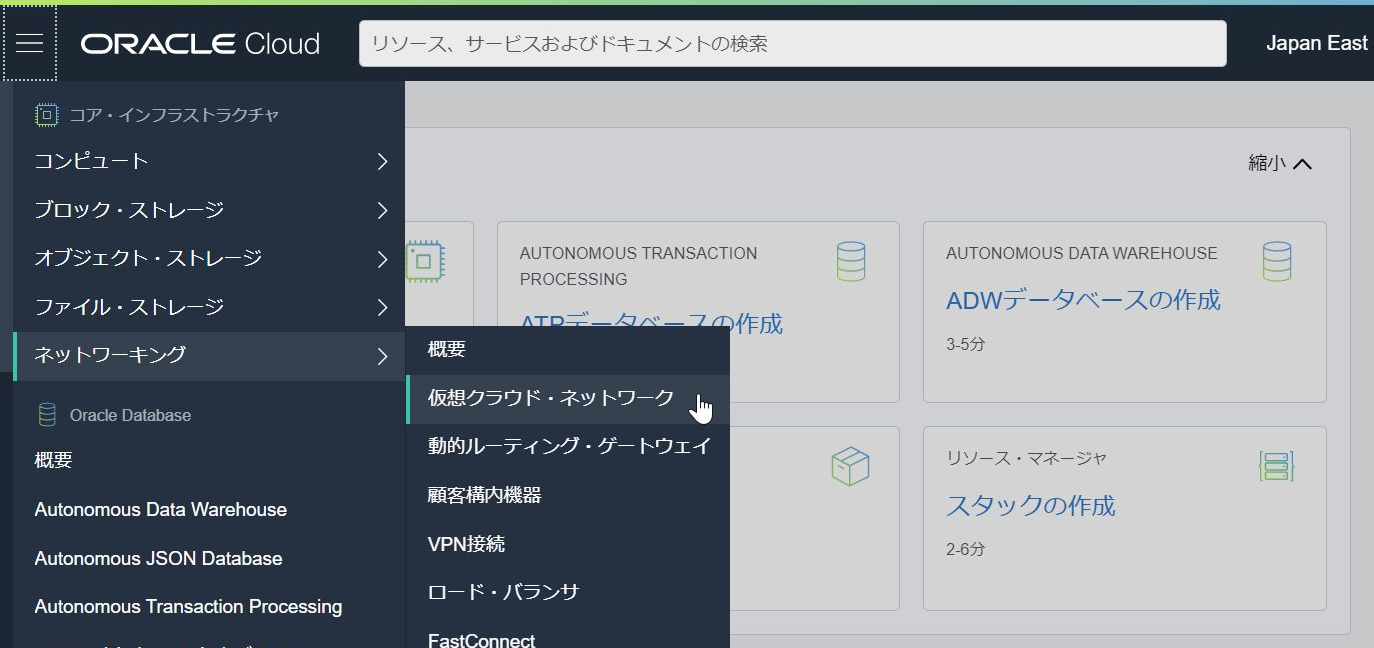 ORACLE Cloud
リソース、サービスおよびドキュメントの検索
Japan East
コア・インフラストラクチャ
コンピュート
ブロック・ストレージ
オブジェクト・ストレージ
ファイル・ストレージ
ネットワーキング
Oracle Database
概要
Autonomous Data Warehouse
Autonomous JSON Database
Autonomous Transaction Processing
概要
仮想クラウド・ネットワーク
動的ルーティング・ゲートウェイ
顧客構内機器
VPN接続
ロード・バランサ
FastConnect
縮小
AUTONOMOUS TRANSACTION
PROCESSING
ATPデータベースの作成
AUTONOMOUS DATA WAREHOUSE
ADWデータベースの作成
3-5分
リソース・マネージャ
スタックの作成
2-6分